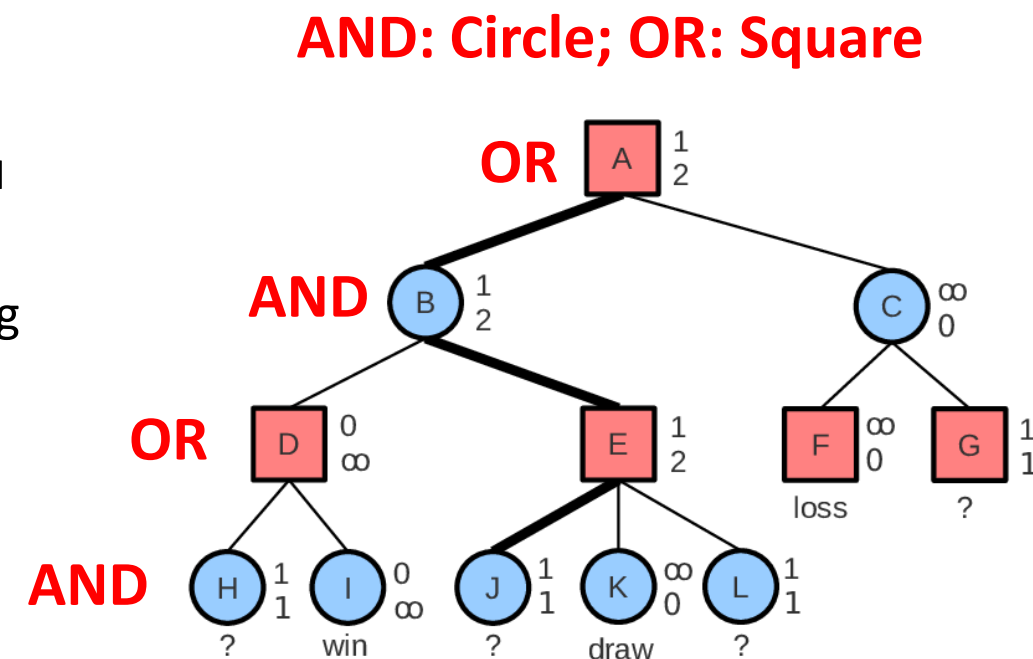 AND: Circle; OR: Square
OR
A
1
2
g
AND
B
1
2
C
∞
0
OR
D
0
∞
E
1
2
F
∞
0
G
1
1
loss
?
AND
H
1
1
I
0
∞
J
1
1
K
∞
0
L
1
1
?
win
?
draw
?